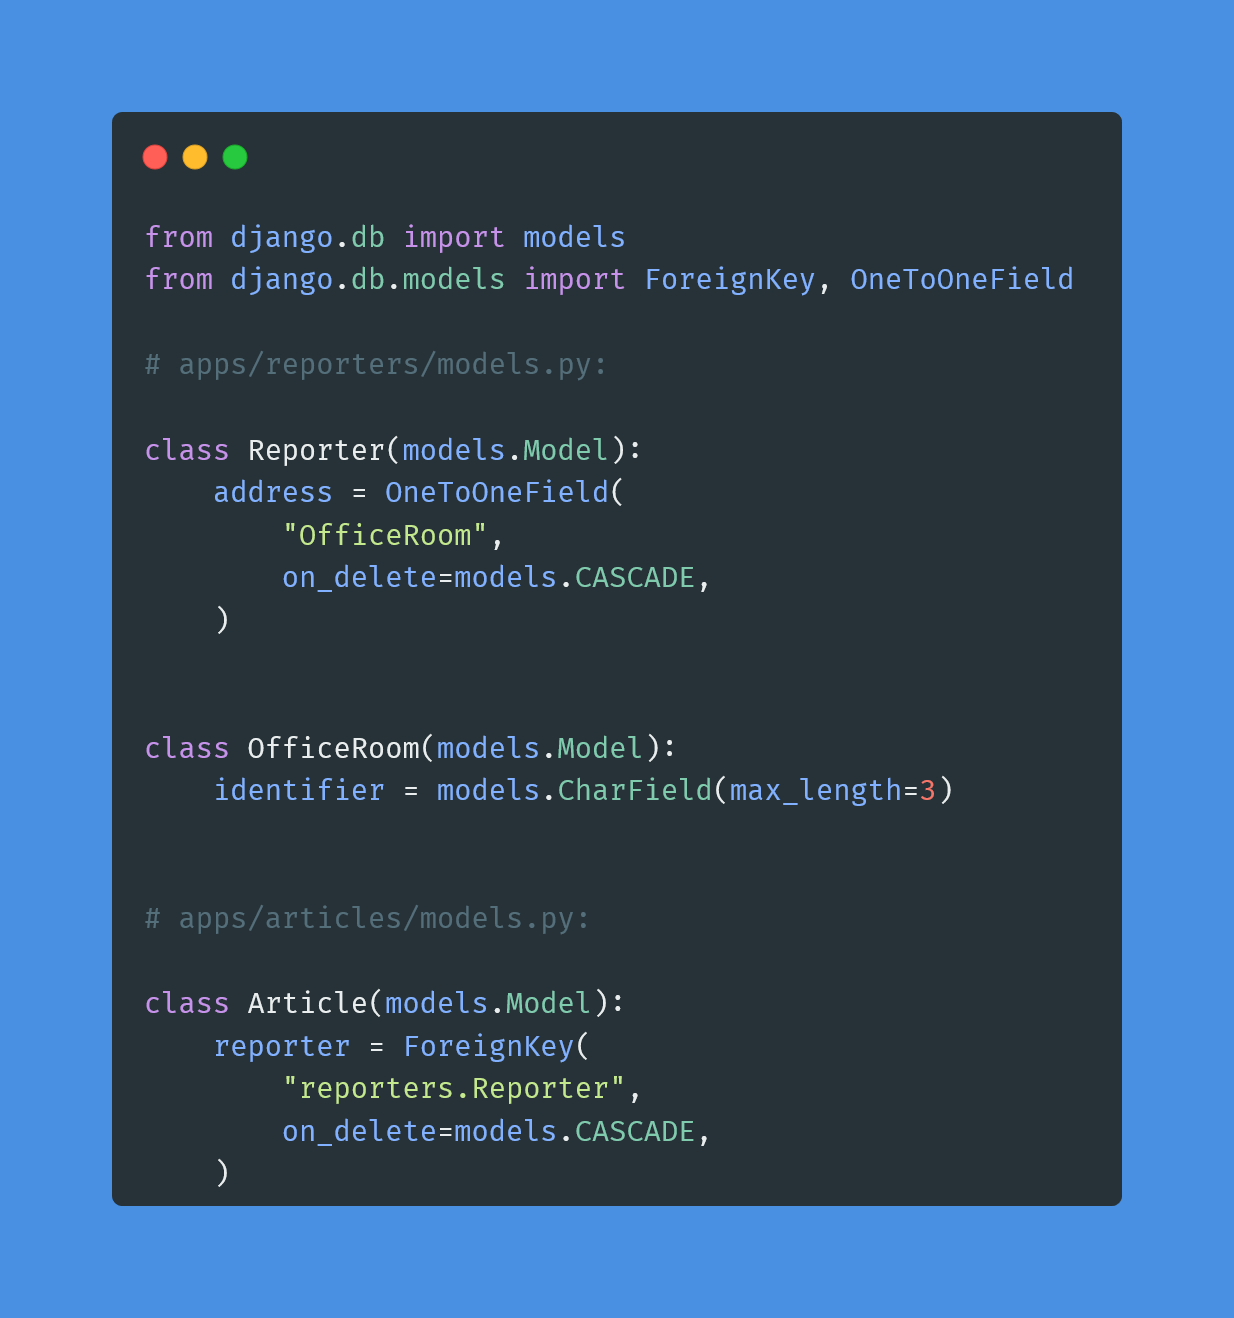 from django.db import models
from django.db.models import ForeignKey, OneToOneField
# apps/reporters/models.py:
class Reporter(models.Model):
    address = OneToOneField(
        "OfficeRoom",
        on_delete=models.CASCADE,
    )
class OfficeRoom(models.Model):
    identifier = models.CharField(max_length=3)
# apps/articles/models.py:
class Article(models.Model):
    reporter = ForeignKey(
        "reporters.Reporter",
        on_delete=models.CASCADE,
    )